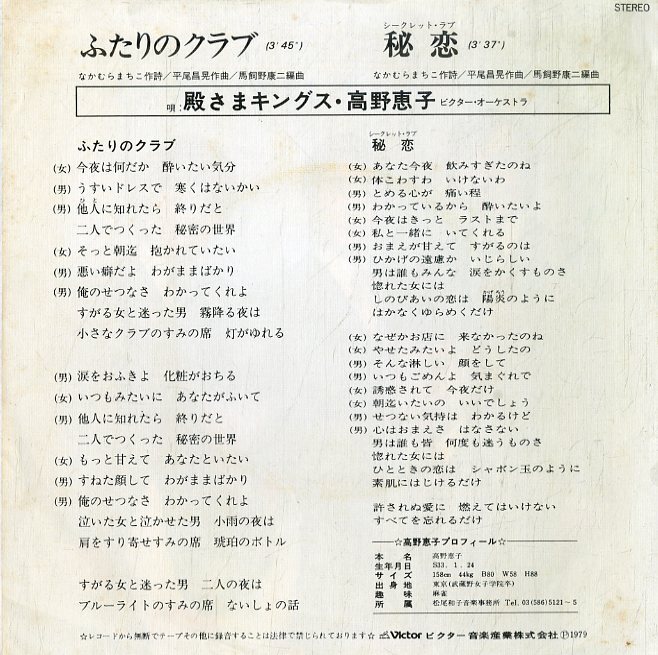 STEREO
ふたりのクラブ (3'45")
なかむらまちこ作詩／平尾昌晃作曲／馬飼野康二編曲
シークレット・ラブ
秘恋 (3'37")
なかむらまちこ作詩／平尾昌晃作曲／馬飼野康二編曲
唄：殿さまキングス・高野恵子 ビクター・オーケストラ
ふたりのクラブ
(女) 今夜は何だか 酔いたい気分
(男) うすいドレスで 寒くはないかい
(男) 他人に知れたら 終りだと
ひと
二人でつくった 秘密の世界
(女) そっと朝迄 抱かれていたい
(男) 悪い癖だよ わがままばかり
(男) 俺のせつなさ わかってくれよ
すがる女と迷った男 霧降る夜は
小さなクラブのすみの席 灯がゆれる
(男) 涙をおふきよ 化粧がおちる
(女) いつもみたいに あなたがふいて
(男) 他人に知れたら 終りだと
二人でつくった 秘密の世界
(女) もっと甘えて あなたといたい
(男) すねた顔して わがままばかり
(男) 俺のせつなさ わかってくれよ
泣いた女と泣かせた男 小雨の夜は
肩をすり寄せすみの席 琥珀のボトル
すがる女と迷った男 二人の夜は
ブルーライトのすみの席 ないしょの話
シークレット・ラブ
秘恋
(女) あなた今夜 飲みすぎたのね
(女) 体こわすわ いけないわ
(男) とめる心が 痛い程
(男) わかっているから 酔いたいよ
(女) 今夜はきっと ラストまで
(女) 私と一緒に いてくれる
(男) おまえが甘えて すがるのは
(男) ひかげの遠慮か いじらしい
男は誰もみんな 涙をかくすものさ
惚れた女には
しのびあいの恋は 陽炎のように
かげろう
はかなくゆらめくだけ
(女) なぜかお店に 来なかったのね
(女) やせたみたいよ どうしたの
(男) そんな淋しい 顔をして
(男) いつもごめんよ 気まぐれで
(女) 誘惑されて 今夜だけ
(女) 朝迄いたいの いいでしょう
(男) せつない気持は わかるけど
(男) 心はおまえさ はなさない
男は誰も皆 何度も迷うものさ
惚れた女には
ひとときの恋は シャボン玉のように
素肌にはじけるだけ
許されぬ愛に 燃えてはいけない
すべてを忘れるだけ
☆高野恵子プロフィール☆
本名 高野恵子
生年月日 S33. 1. 24
サイズ 158cm 44kg B80 W58 H88
出身地 東京(武蔵野女子学院卒)
趣味 麻雀
所属 松尾和子音楽事務所 Tel. 03(586)5121〜5
☆レコードから無断でテープその他に録音することは法律で禁じられております☆ Victor ビクター音楽産業株式会社 Ⓟ1979